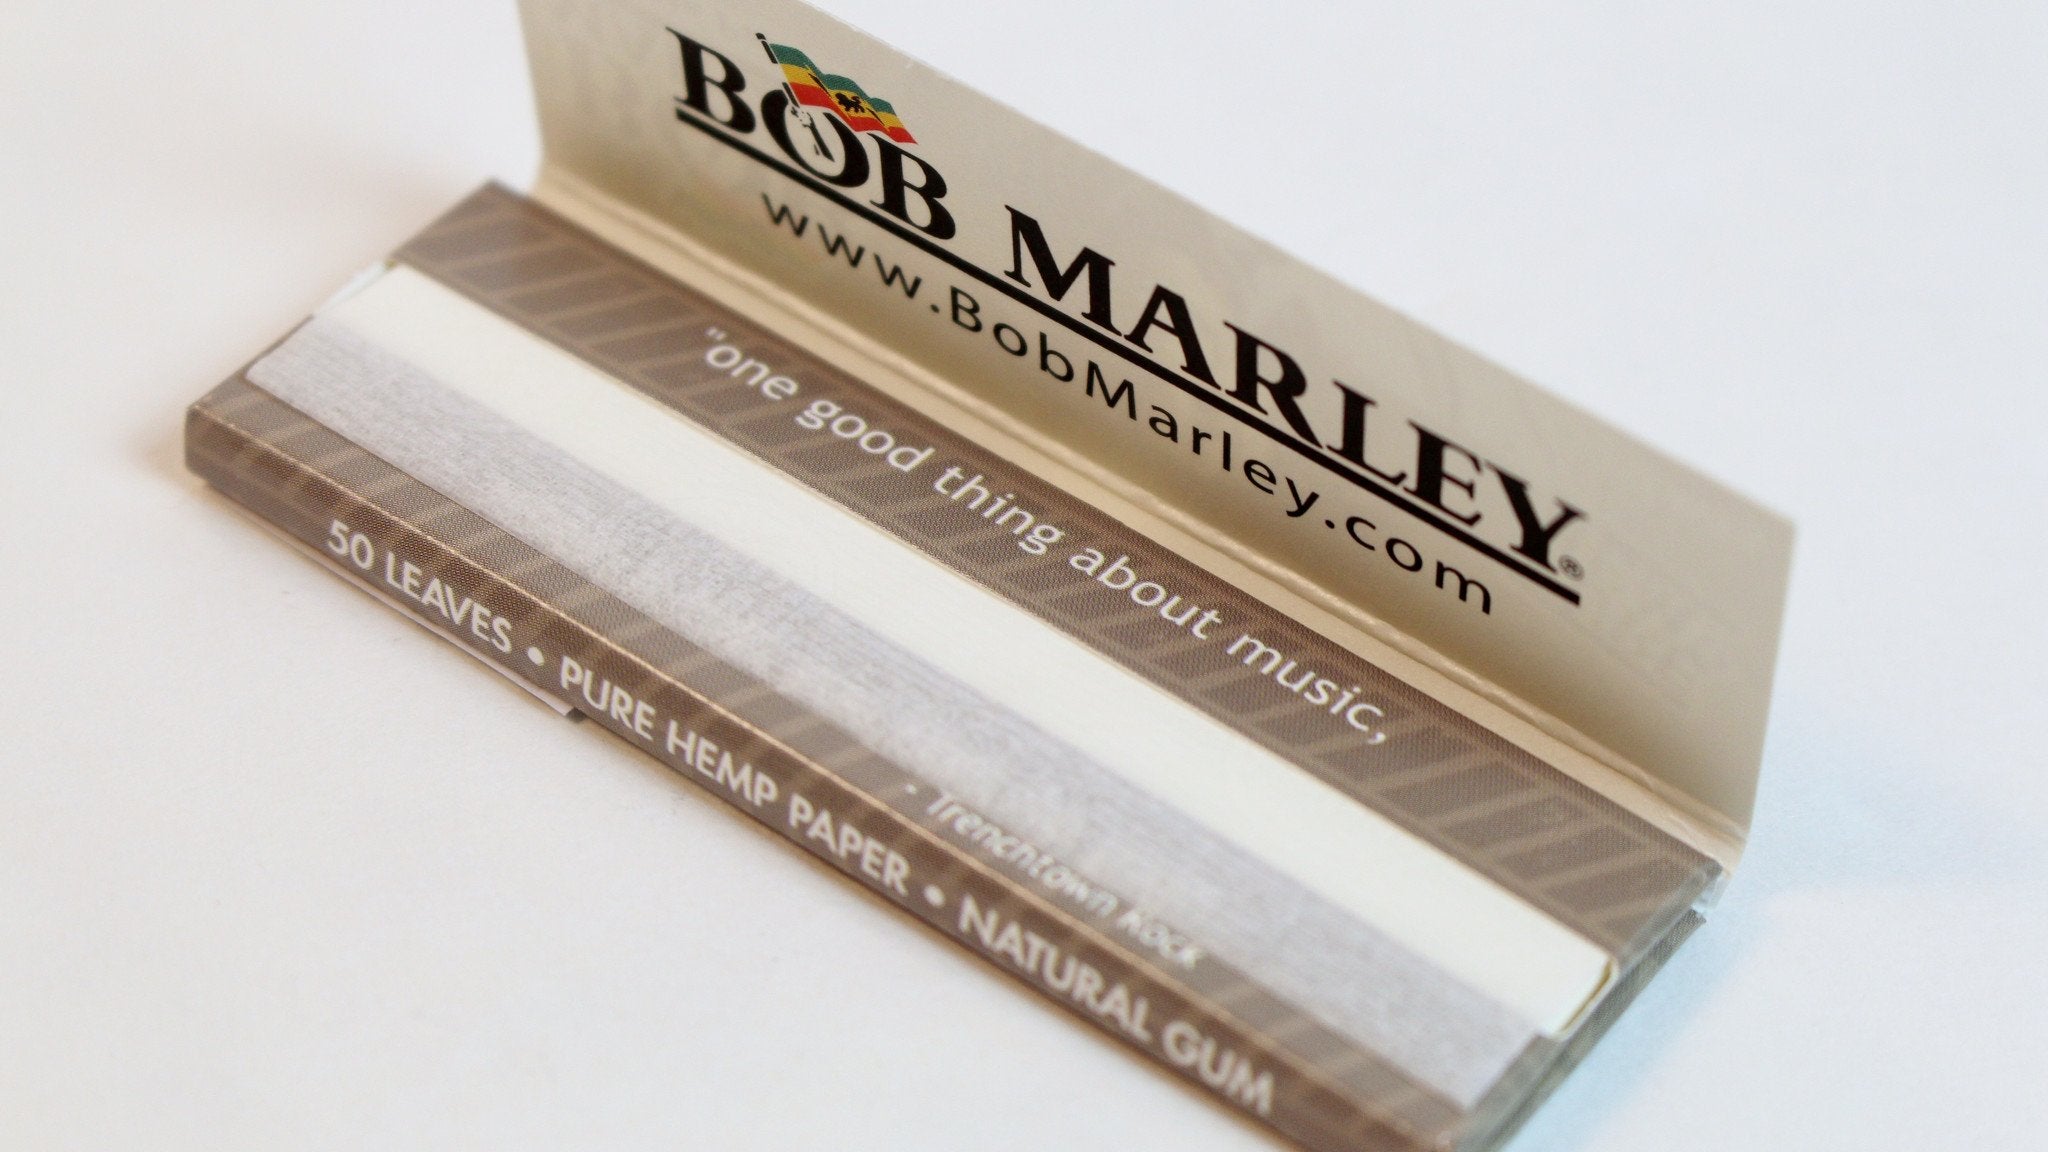 BOB MARLEY®
www.BobMarley.com
"one good thing about music,
- Trenchtown Rock
50 LEAVES • PURE HEMP PAPER • NATURAL GUM